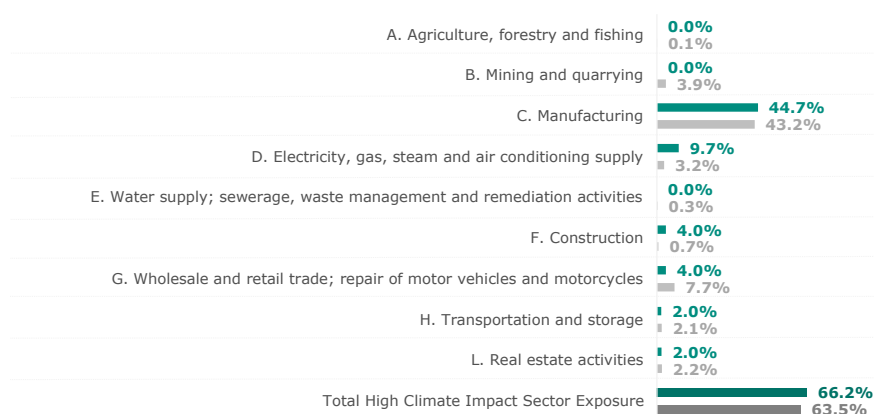 A. Agriculture, forestry and fishing 0.0%
0.1%
B. Mining and quarrying 0.0%
3.9%
C. Manufacturing 44.7%
43.2%
D. Electricity, gas, steam and air conditioning supply 9.7%
3.2%
E. Water supply; sewerage, waste management and remediation activities 0.0%
0.3%
F. Construction 4.0%
0.7%
G. Wholesale and retail trade; repair of motor vehicles and motorcycles 4.0%
7.7%
H. Transportation and storage 2.0%
2.1%
L. Real estate activities 2.0%
2.2%
Total High Climate Impact Sector Exposure 66.2%
63.5%